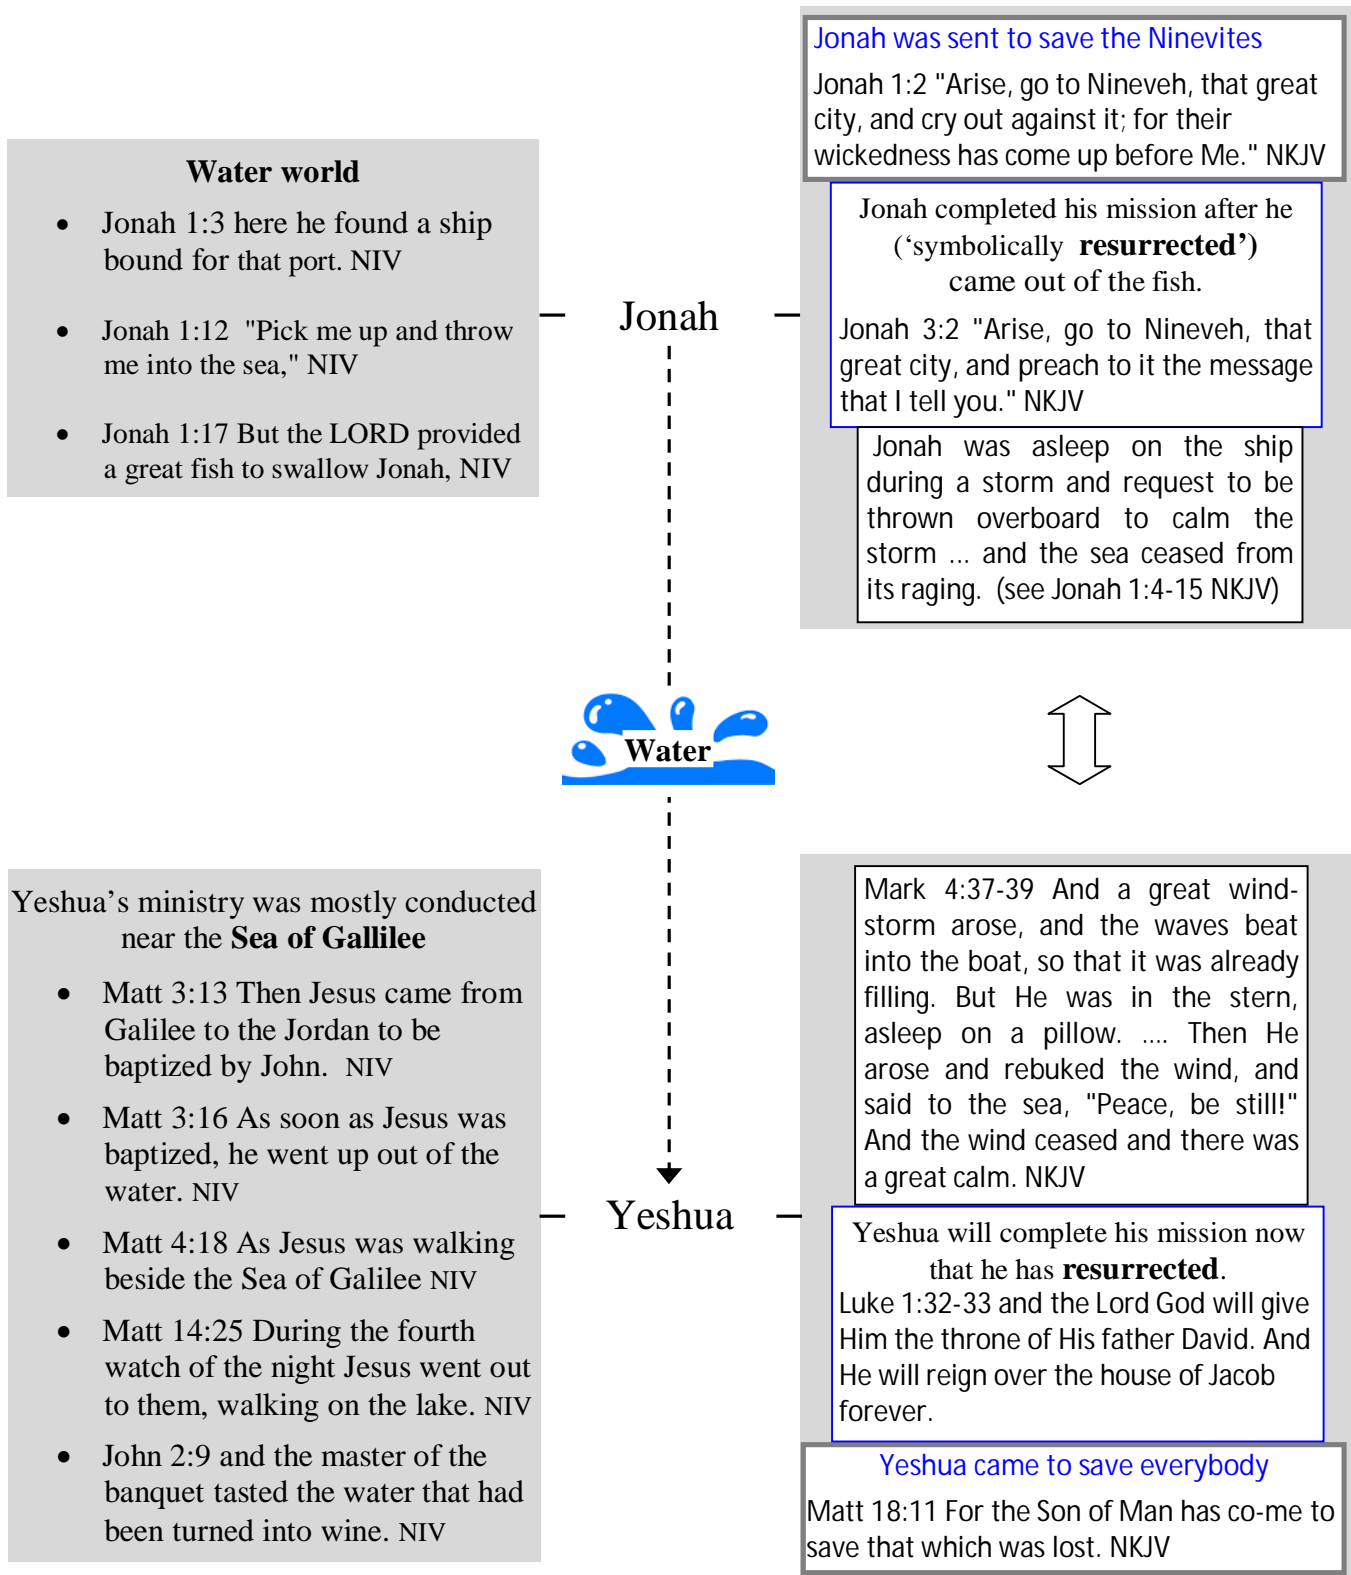 Jonah was sent to save the Ninevites
Jonah 1:2 "Arise, go to Nineveh, that great
city, and cry out against it; for their
wickedness has come up before Me." NKJV
Water world
• Jonah 1:3 here he found a ship
bound for that port. NIV
• Jonah 1:12 "Pick me up and throw
me into the sea," NIV
• Jonah 1:17 But the LORD provided
a great fish to swallow Jonah, NIV
Jonah
Jonah completed his mission after he
(‘symbolically resurrected’)
came out of the fish.
Jonah 3:2 "Arise, go to Nineveh, that
great city, and preach to it the message
that I tell you." NKJV
Jonah was asleep on the ship
during a storm and request to be
thrown overboard to calm the
storm ... and the sea ceased from
its raging. (see Jonah 1:4-15 NKJV)
Water
Yeshua’s ministry was mostly conducted
near the Sea of Gallilee
• Matt 3:13 Then Jesus came from
Galilee to the Jordan to be
baptized by John. NIV
• Matt 3:16 As soon as Jesus was
baptized, he went up out of the
water. NIV
• Matt 4:18 As Jesus was walking
beside the Sea of Galilee NIV
• Matt 14:25 During the fourth
watch of the night Jesus went out
to them, walking on the lake. NIV
• John 2:9 and the master of the
banquet tasted the water that had
been turned into wine. NIV
Yeshua
Mark 4:37-39 And a great wind-
storm arose, and the waves beat
into the boat, so that it was already
filling. But He was in the stern,
asleep on a pillow. .... Then He
arose and rebuked the wind, and
said to the sea, "Peace, be still!"
And the wind ceased and there was
a great calm. NKJV
Yeshua will complete his mission now
that he has resurrected.
Luke 1:32-33 and the Lord God will give
Him the throne of His father David. And
He will reign over the house of Jacob
forever.
Yeshua came to save everybody
Matt 18:11 For the Son of Man has co-me to
save that which was lost. NKJV